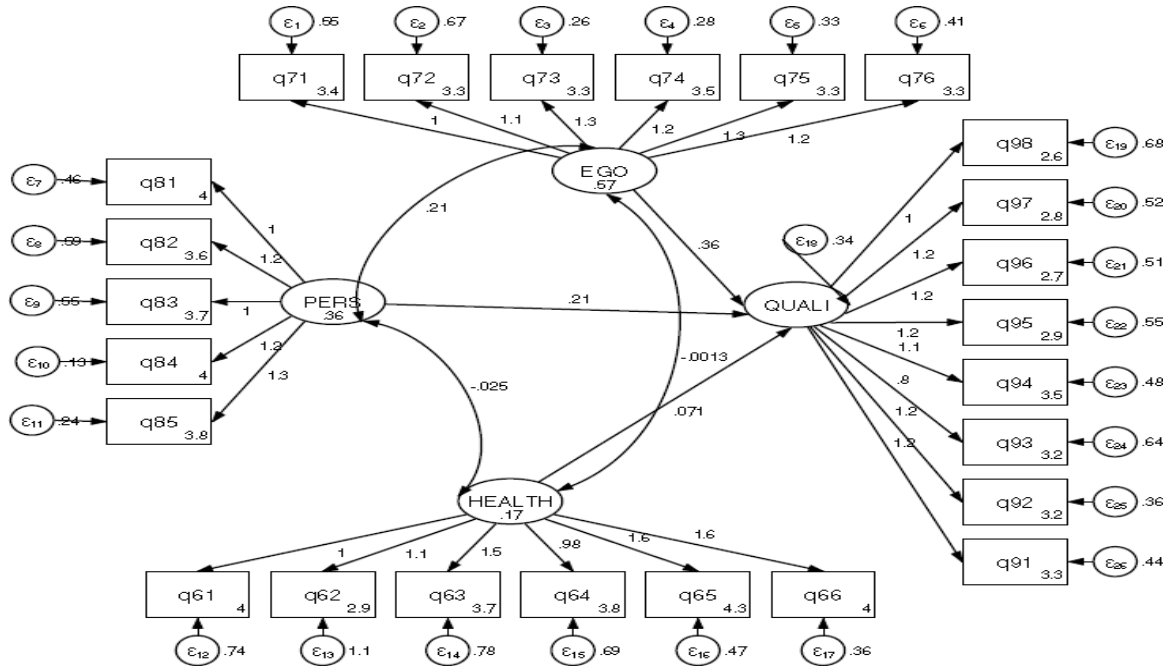 ε₁ .55 ε₂ .67 ε₃ .26 ε₄ .28 ε₅ .33 ε₆ .41
q71 q72 q73 q74 q75 q76
3.4 3.3 3.3 3.5 3.3 3.3
1 1.1 1.3 1.2 1.3 1.2
EGO
.57
q98 2.6 ε₁₉ .68
ε₇ .46 q81 4
1
q97 2.8 ε₂₀ .52
.21
1
ε₈ .59 q82 3.6
1.2
.36
ε₁₈ .34
1.2
q96 2.7 ε₂₁ .51
ε₉ .55 q83 3.7
1
PERS
.36
.21
QUALI
1.2
q95 2.9 ε₂₂ .55
1.2
ε₁₀ .13 q84 4
1.2
-.0013
1.1
q94 3.5 ε₂₃ .48
1.3
-.025
.8
ε₁₁ .24 q85 3.8
.071
1.2
q93 3.2 ε₂₄ .64
1.2
HEALTH
.17
q92 3.2 ε₂₅ .36
1 1.1 1.5 .98 1.6 1.6
q91 3.3 ε₂₆ .44
q61 q62 q63 q64 q65 q66
4 2.9 3.7 3.8 4.3 4
ε₁₂ .74 ε₁₃ 1.1 ε₁₄ .78 ε₁₅ .69 ε₁₆ .47 ε₁₇ .36